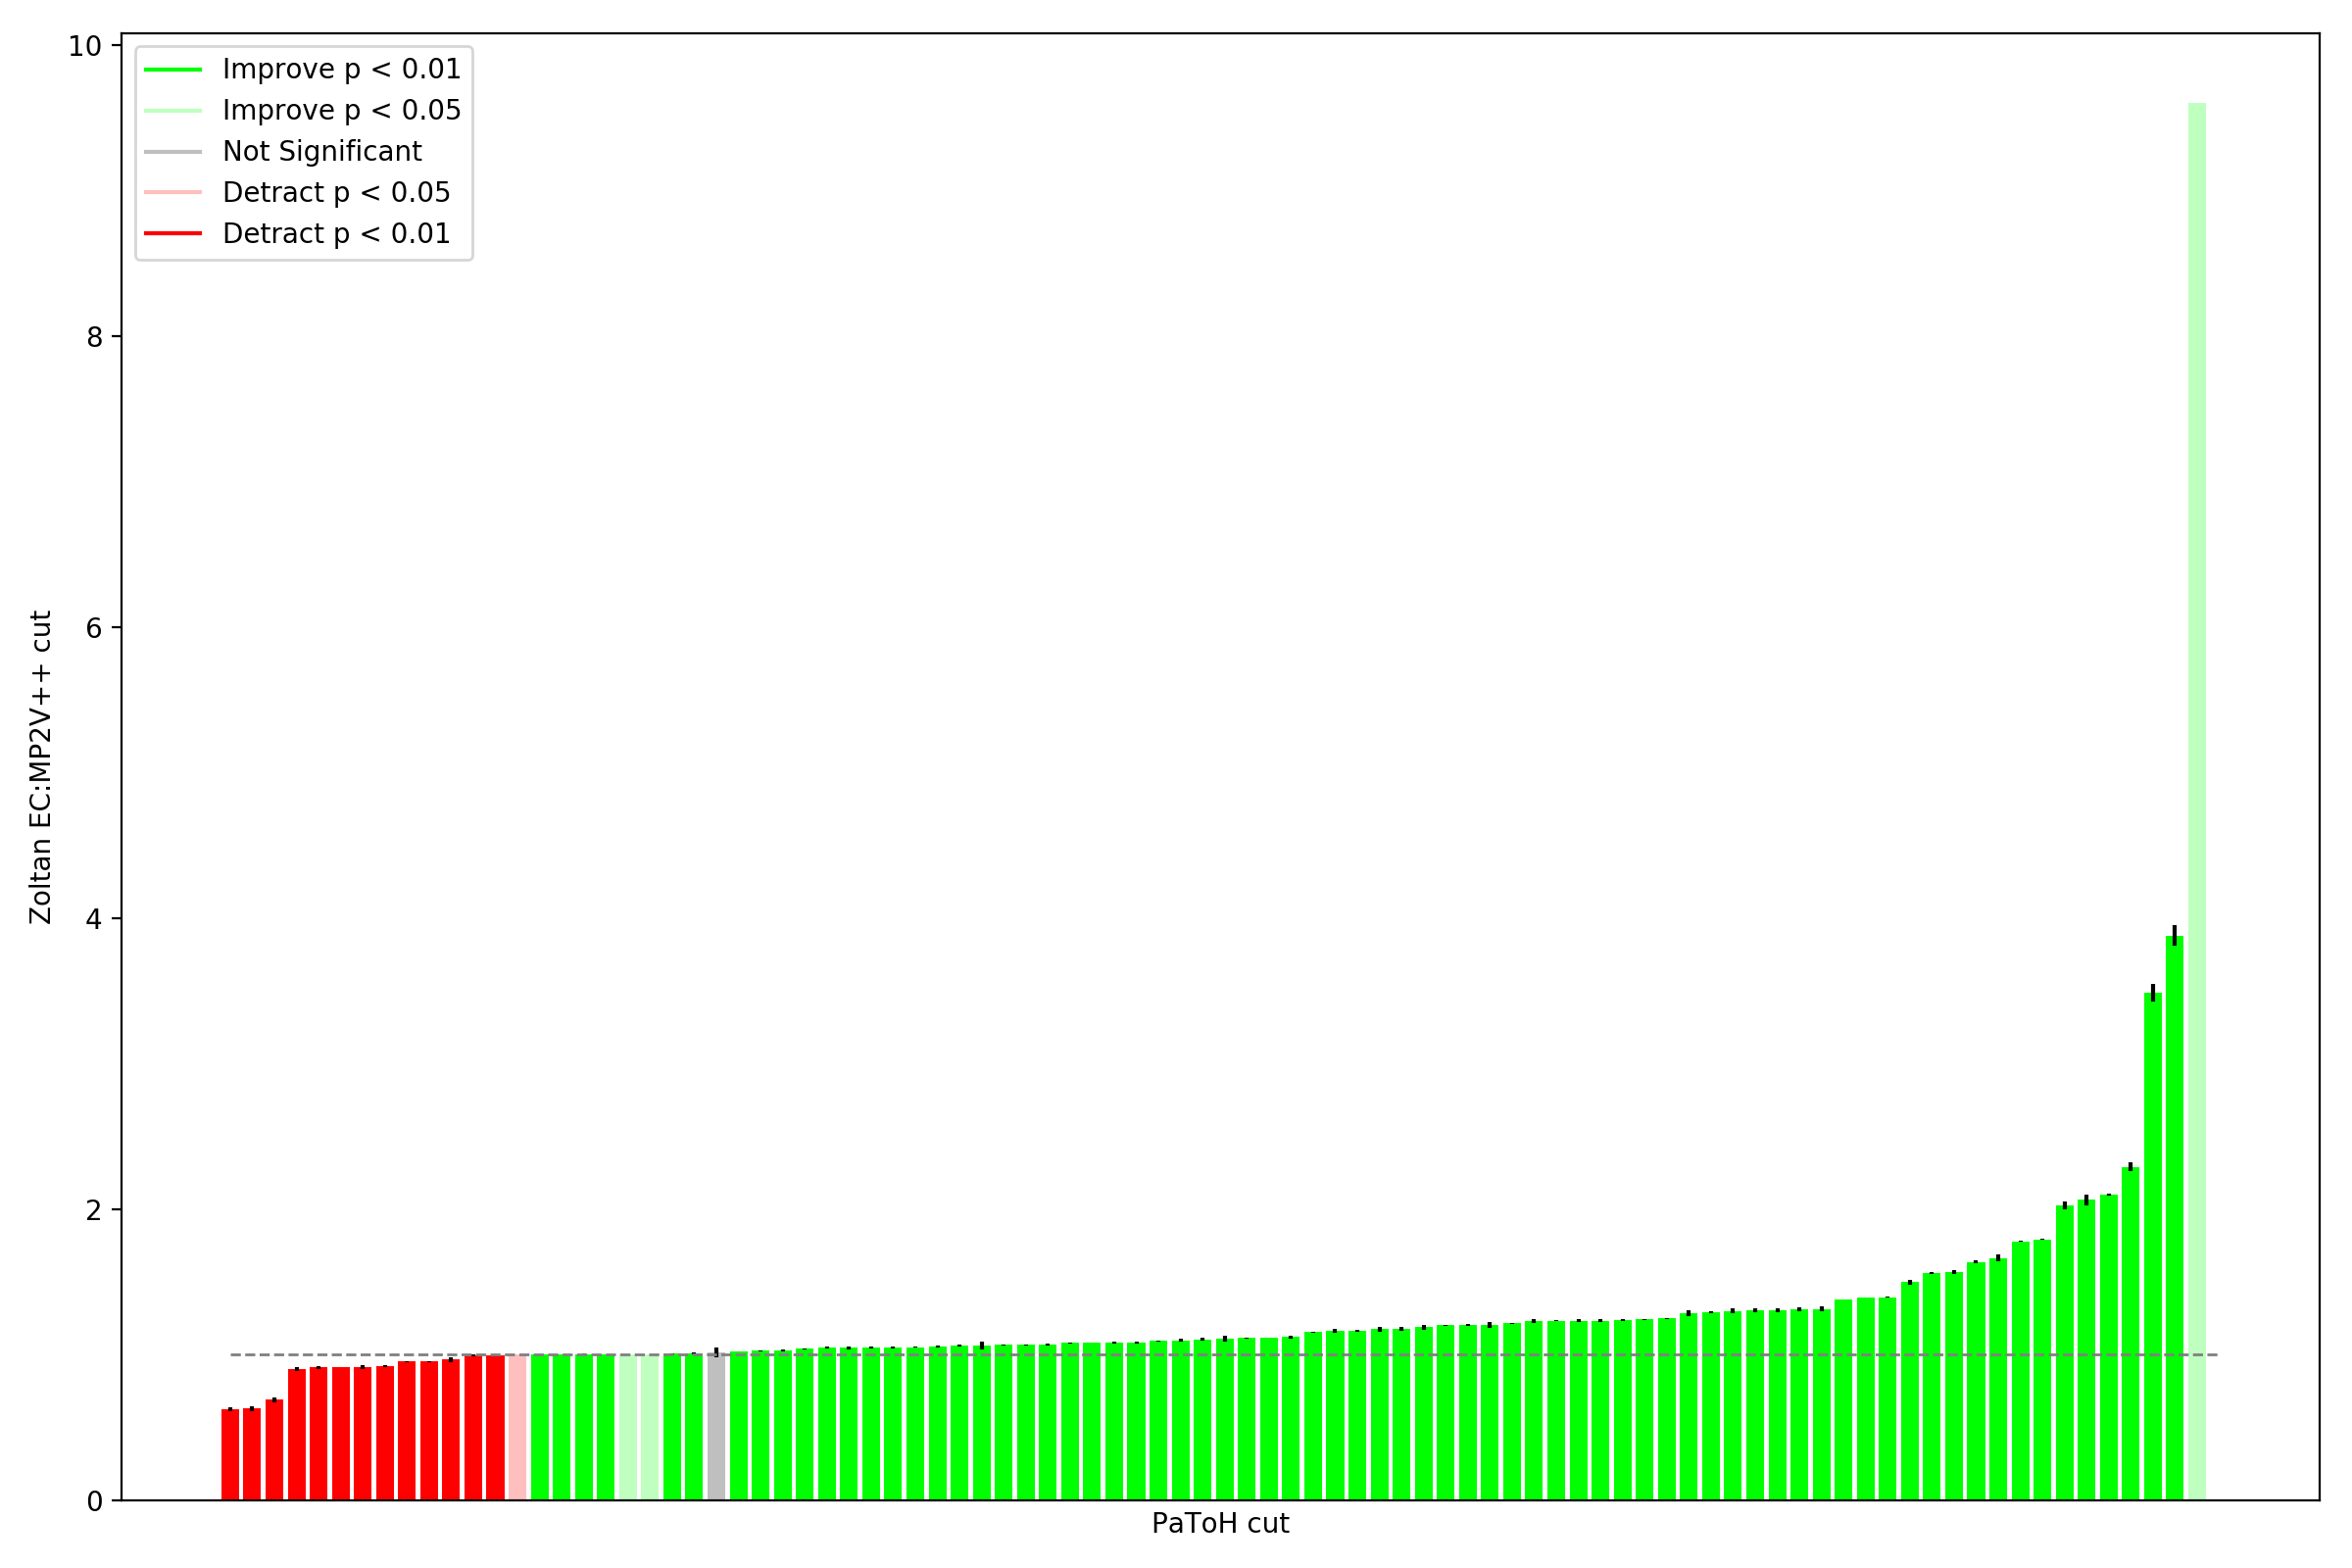 10
8
6
4
2
0
Improve p < 0.01
Improve p < 0.05
Not Significant
Detract p < 0.05
Detract p < 0.01
Zoltan EC:MP2V++ cut
PaToH cut